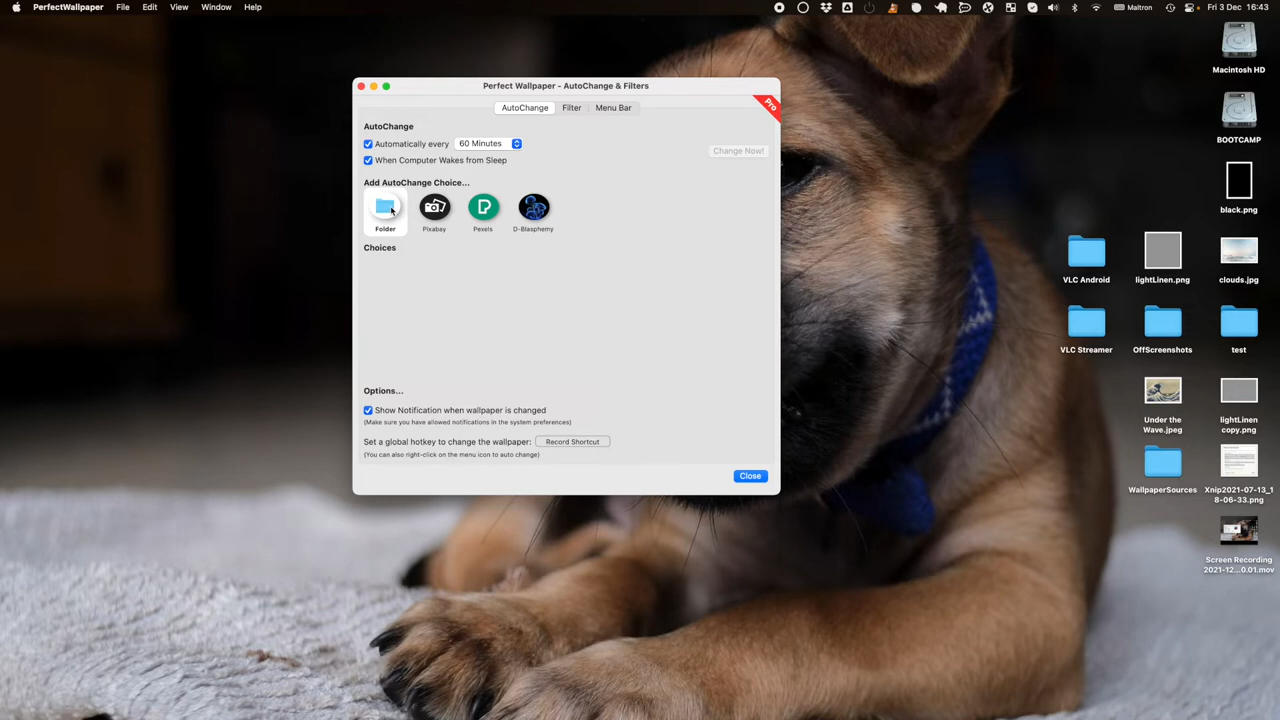 PerfectWallpaper File Edit View Window Help
Maltron Fri 3 Dec 16:43
Perfect Wallpaper - AutoChange & Filters
AutoChange Filter Menu Bar
Pro
AutoChange
Automatically every 60 Minutes
Change Now!
When Computer Wakes from Sleep
Add AutoChange Choice...
Folder Pixabay Pexels D-Blasphemy
Choices
Options...
Show Notification when wallpaper is changed
(Make sure you have allowed notifications in the system preferences)
Set a global hotkey to change the wallpaper: Record Shortcut
(You can also right-click on the menu icon to auto change)
Close
Macintosh HD
BOOTCAMP
black.png
VLC Android lightLinen.png clouds.jpg
VLC Streamer OffScreenshots test
Under the
Wave.jpeg
lightLinen
copy.png
WallpaperSources
Xnip2021-07-13_1
8-06-33.png
Screen Recording
2021-12...0.01.mov